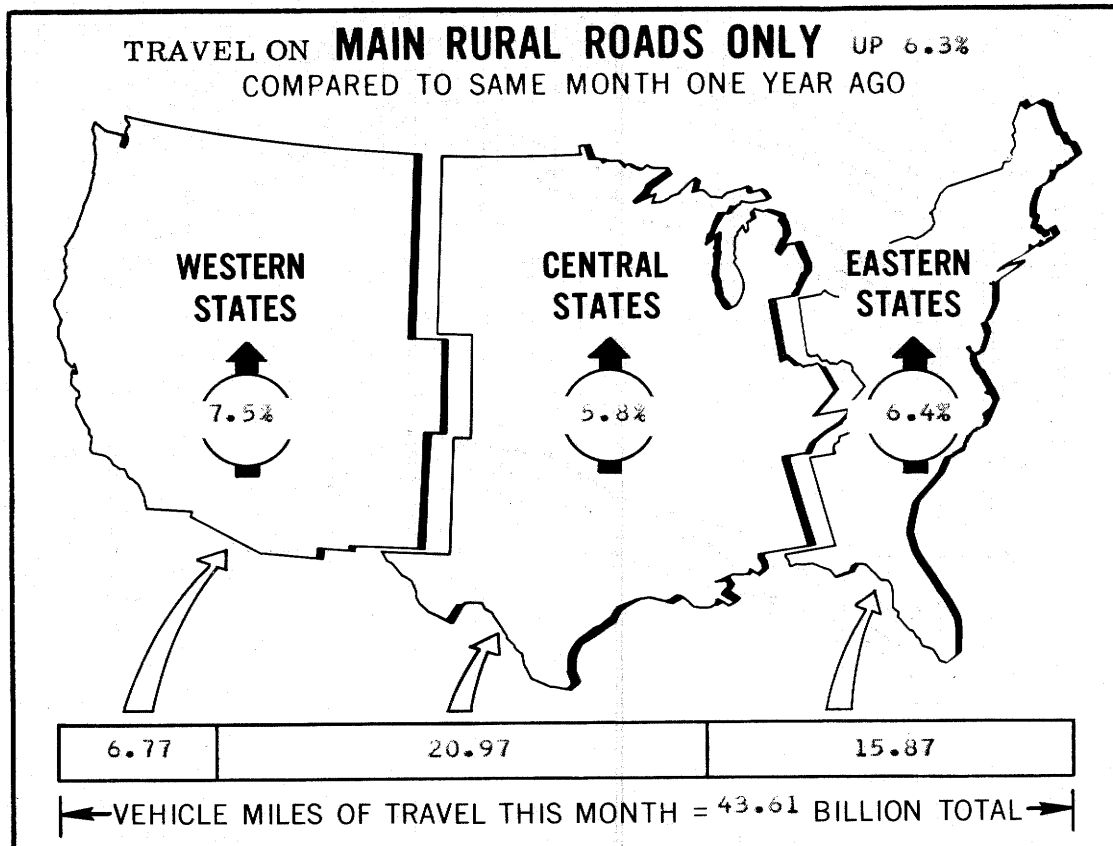 TRAVEL ON MAIN RURAL ROADS ONLY UP 6.3%
COMPARED TO SAME MONTH ONE YEAR AGO
WESTERN
STATES
7.5%
CENTRAL
STATES
5.8%
EASTERN
STATES
6.4%
6.77 20.97 15.87
VEHICLE MILES OF TRAVEL THIS MONTH = 43.61 BILLION TOTAL